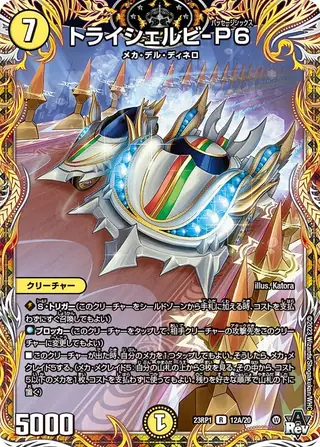 7
トライシェルピ-P6
パッセージシックス
メカ・デル・ディネロ
illus. Katora
クリーチャー
S・トリガー(このクリーチャーをシールドゾーンから手札に加える時、コストを支払
わずにすぐ召喚してもよい)
ブロッカー(このクリーチャーをタップして、相手クリーチャーの攻撃先をこのクリー
チャーに変更してもよい)
■このクリーチャーが出た時、自分のメカを1つタップしてもよい。そうしたら、メカ・メ
クレイド5する。(メカ・メクレイド5:自分の山札の上から3枚を見る。その中から、コスト
5以下のメカを1枚、コストを支払わずに使ってもよい。残りを好きな順序で山札の下に
置く)
5000
1
23RP1 R 12A/20
Rev